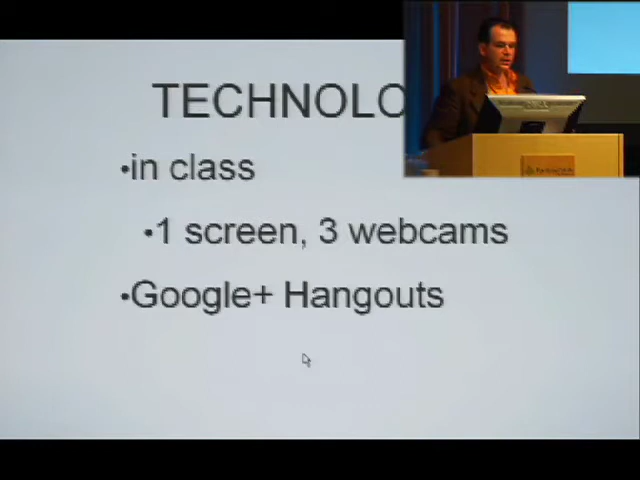 TECHNOLO
•in class
•1 screen, 3 webcams
•Google+ Hangouts